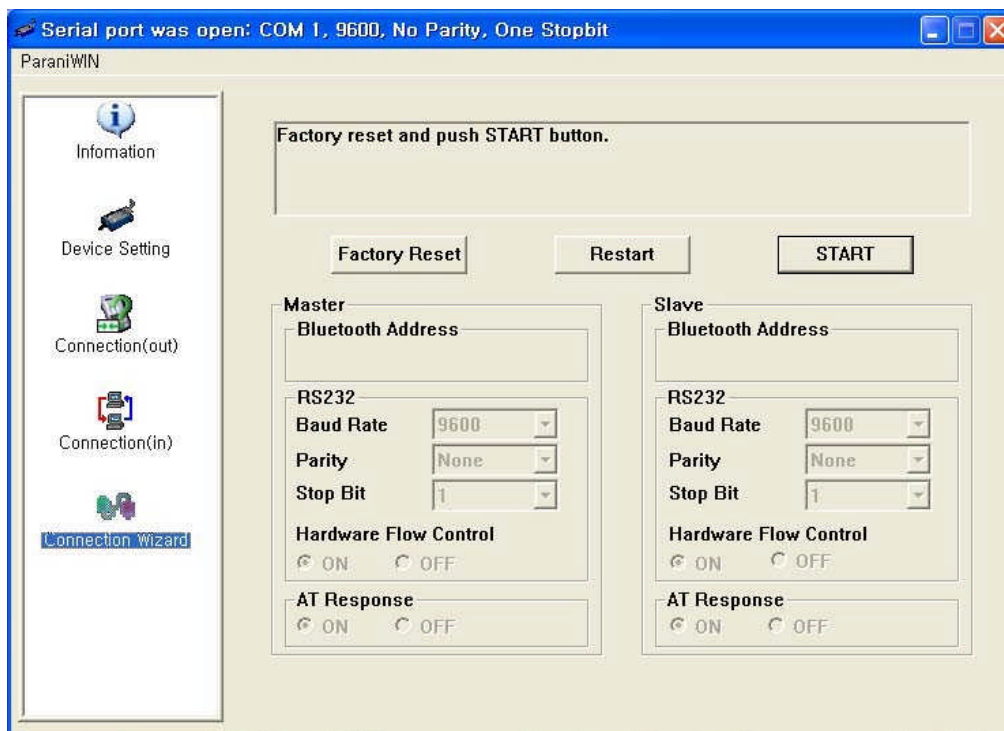 Serial port was open: COM 1, 9600, No Parity, One Stopbit
ParaniWIN
Infomation
Device Setting
Connection(out)
Connection(in)
Connection Wizard
Factory reset and push START button.
Factory Reset
Restart
START
Master
Bluetooth Address
RS232
Baud Rate 9600
Parity None
Stop Bit 1
Hardware Flow Control
ON OFF
AT Response
ON OFF
Slave
Bluetooth Address
RS232
Baud Rate 9600
Parity None
Stop Bit 1
Hardware Flow Control
ON OFF
AT Response
ON OFF